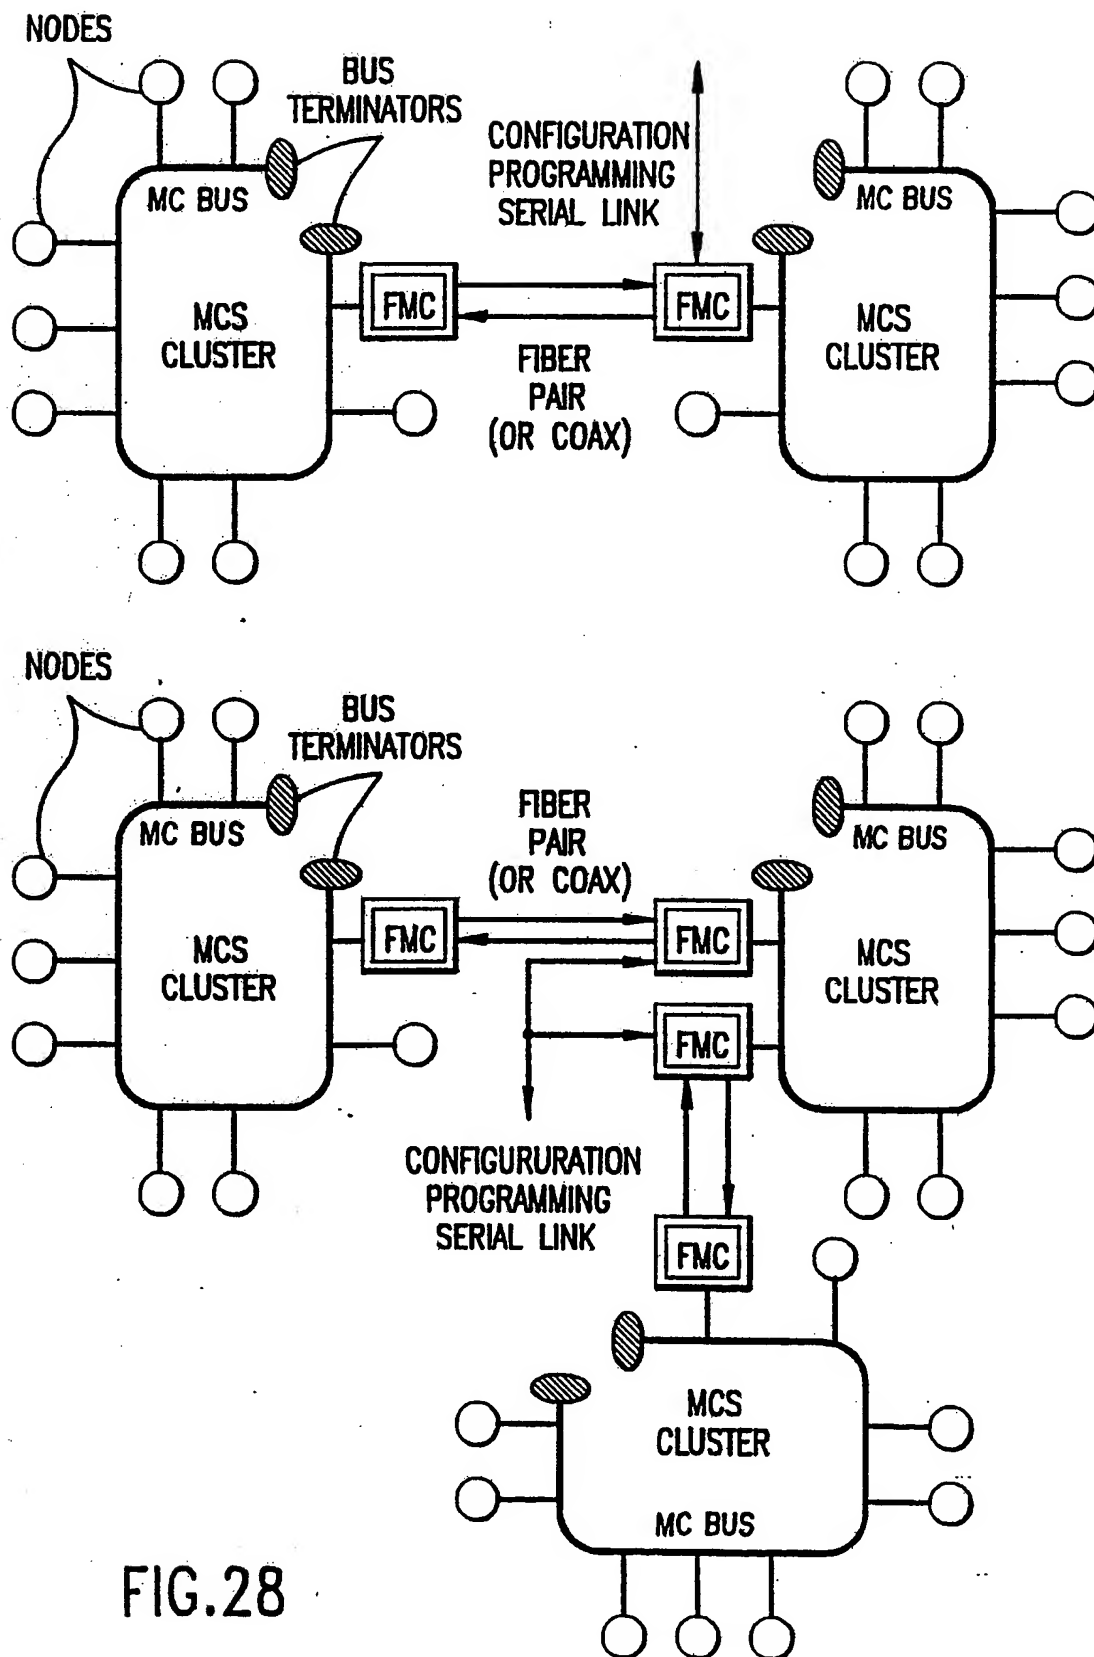 NODES
BUS
TERMINATORS
MC BUS
MCS
CLUSTER
FMC
CONFIGURATION
PROGRAMMING
SERIAL LINK
FMC
FIBER
PAIR
(OR COAX)
MC BUS
MCS
CLUSTER
NODES
BUS
TERMINATORS
MC BUS
MCS
CLUSTER
FMC
FIBER
PAIR
(OR COAX)
FMC
FMC
MC BUS
MCS
CLUSTER
CONFIGURURATION
PROGRAMMING
SERIAL LINK
FMC
MCS
CLUSTER
MC BUS
FIG.28